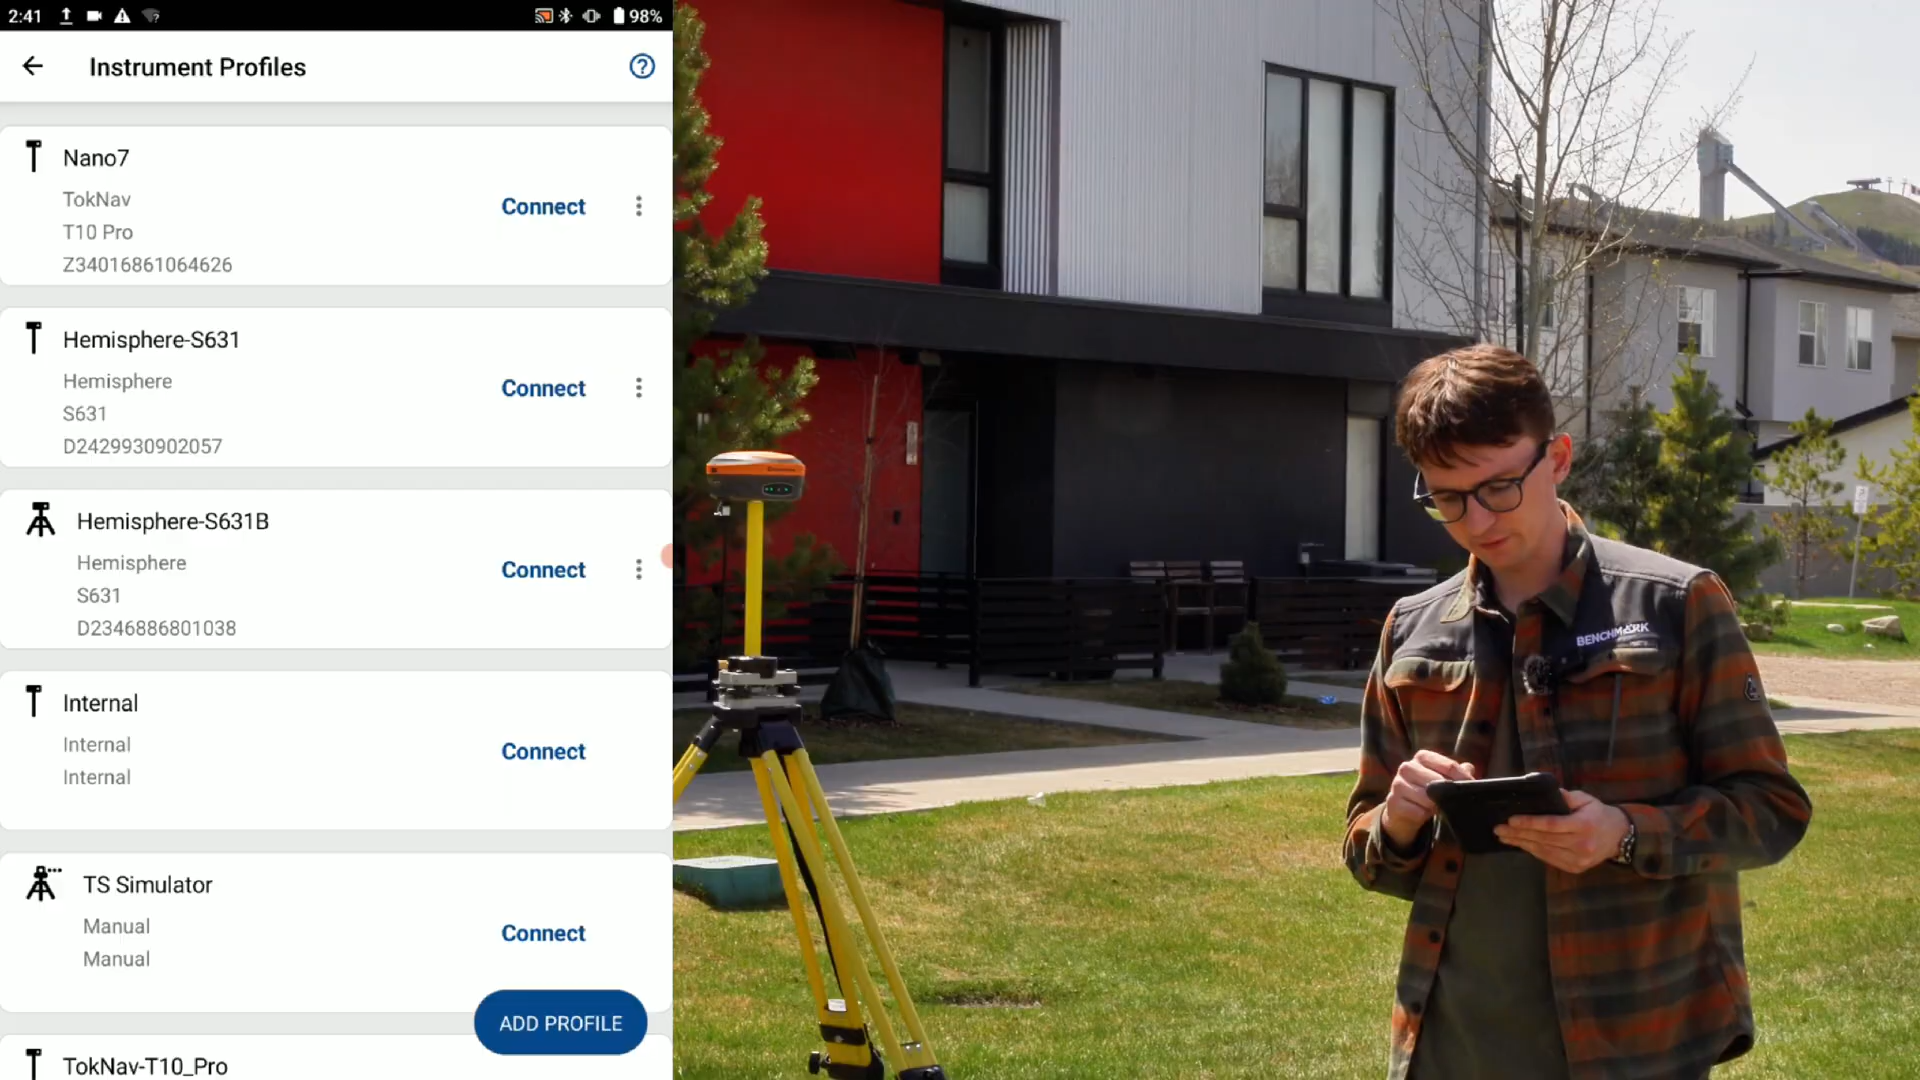 2:41
98%
Instrument Profiles
Nano7
TokNav
T10 Pro
Z34016861064626
Connect
Hemisphere-S631
Hemisphere
S631
D2429930902057
Connect
Hemisphere-S631B
Hemisphere
S631
D2346886801038
Connect
Internal
Internal
Internal
Connect
TS Simulator
Manual
Manual
Connect
ADD PROFILE
TokNav-T10_Pro
BENCHMARK